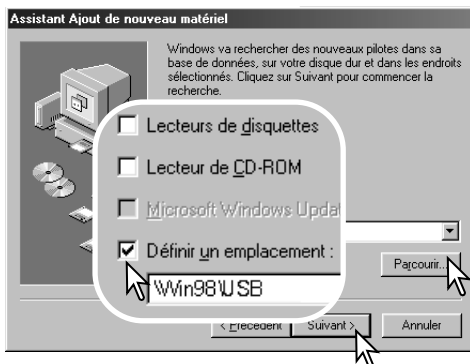 Assistant Ajout de nouveau matériel
Windows va rechercher des nouveaux pilotes dans sa
base de données, sur votre disque dur et dans les endroits
sélectionnés. Cliquez sur Suivant pour commencer la
recherche.
Lecteurs de disquettes
Lecteur de CD-ROM
Microsoft Windows Updat
Définir un emplacement :
\Win98\USB
Parcourir...
< Précédent
Suivant >
Annuler